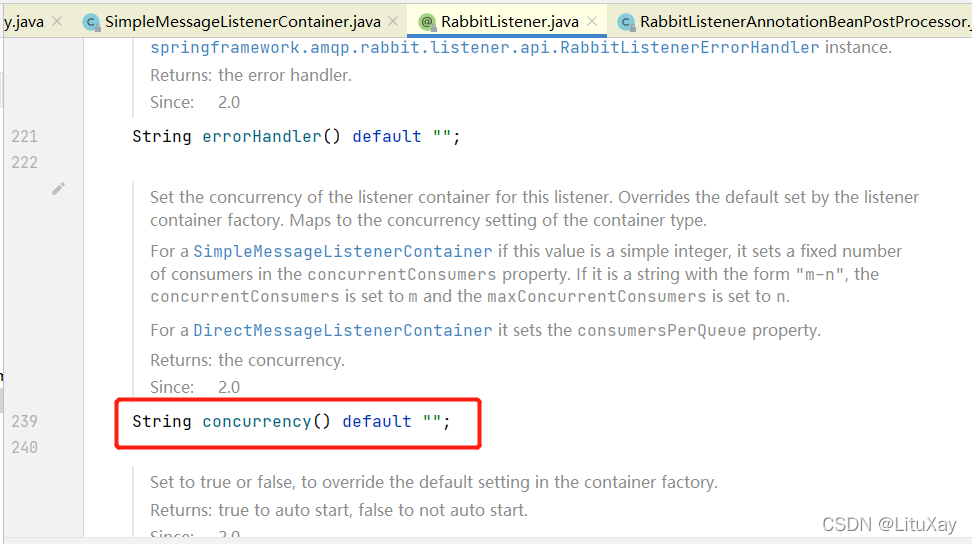 y.java × SimpleMessageListenerContainer.java × RabbitListener.java × RabbitListenerAnnotationBeanPostProcessor.
springframework.amqp.rabbit.listener.api.RabbitListenerErrorHandler instance.
Returns: the error handler.
Since: 2.0
221 String errorHandler() default "";
222
Set the concurrency of the listener container for this listener. Overrides the default set by the listener
container factory. Maps to the concurrency setting of the container type.
For a SimpleMessageListenerContainer if this value is a simple integer, it sets a fixed number
of consumers in the concurrentConsumers property. If it is a string with the form "m-n", the
concurrentConsumers is set to m and the maxConcurrentConsumers is set to n.
For a DirectMessageListenerContainer it sets the consumersPerQueue property.
Returns: the concurrency.
Since: 2.0
239 String concurrency() default "";
240
Set to true or false, to override the default setting in the container factory.
Returns: true to auto start, false to not auto start.
Since: 2.0
CSDN @LituXay